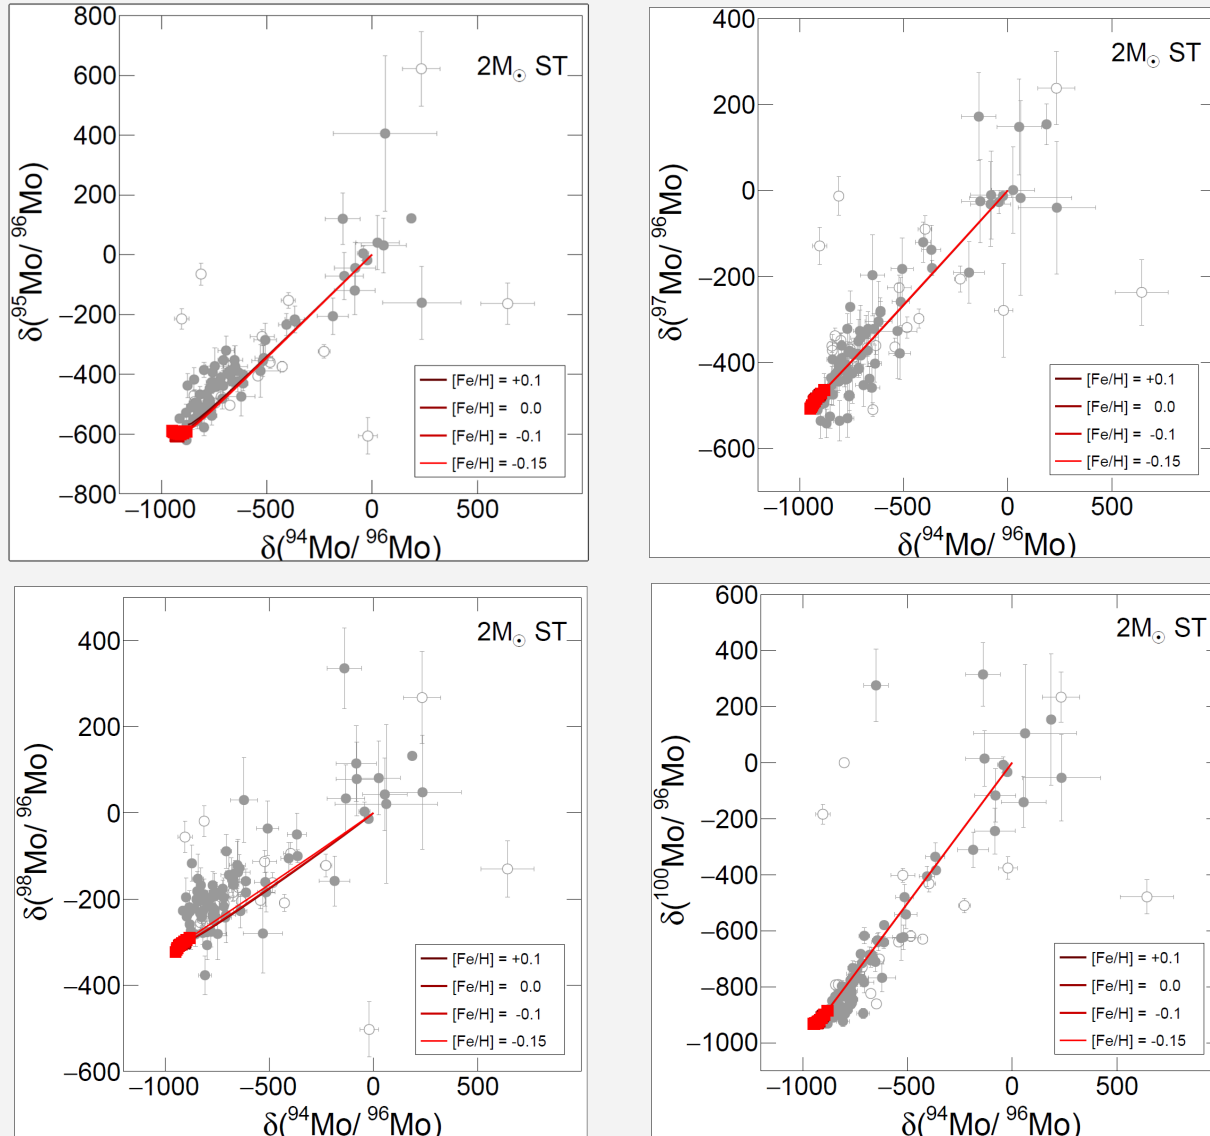 800
600
400
200
0
−200
−400
−600
−800
−1000 −500 0 500
δ(⁹⁵Mo/ ⁹⁶Mo)
δ(⁹⁴Mo/ ⁹⁶Mo)
2M☉ ST
[Fe/H] = +0.1
[Fe/H] = 0.0
[Fe/H] = -0.1
[Fe/H] = -0.15
400
200
0
−200
−400
−600
−1000 −500 0 500
δ(⁹⁷Mo/ ⁹⁶Mo)
δ(⁹⁴Mo/ ⁹⁶Mo)
2M☉ ST
[Fe/H] = +0.1
[Fe/H] = 0.0
[Fe/H] = -0.1
[Fe/H] = -0.15
400
200
0
−200
−400
−600
−1000 −500 0 500
δ(⁹⁸Mo/ ⁹⁶Mo)
δ(⁹⁴Mo/ ⁹⁶Mo)
2M☉ ST
[Fe/H] = +0.1
[Fe/H] = 0.0
[Fe/H] = -0.1
[Fe/H] = -0.15
600
400
200
0
−200
−400
−600
−800
−1000
−1000 −500 0 500
δ(¹⁰⁰Mo/ ⁹⁶Mo)
δ(⁹⁴Mo/ ⁹⁶Mo)
2M☉ ST
[Fe/H] = +0.1
[Fe/H] = 0.0
[Fe/H] = -0.1
[Fe/H] = -0.15